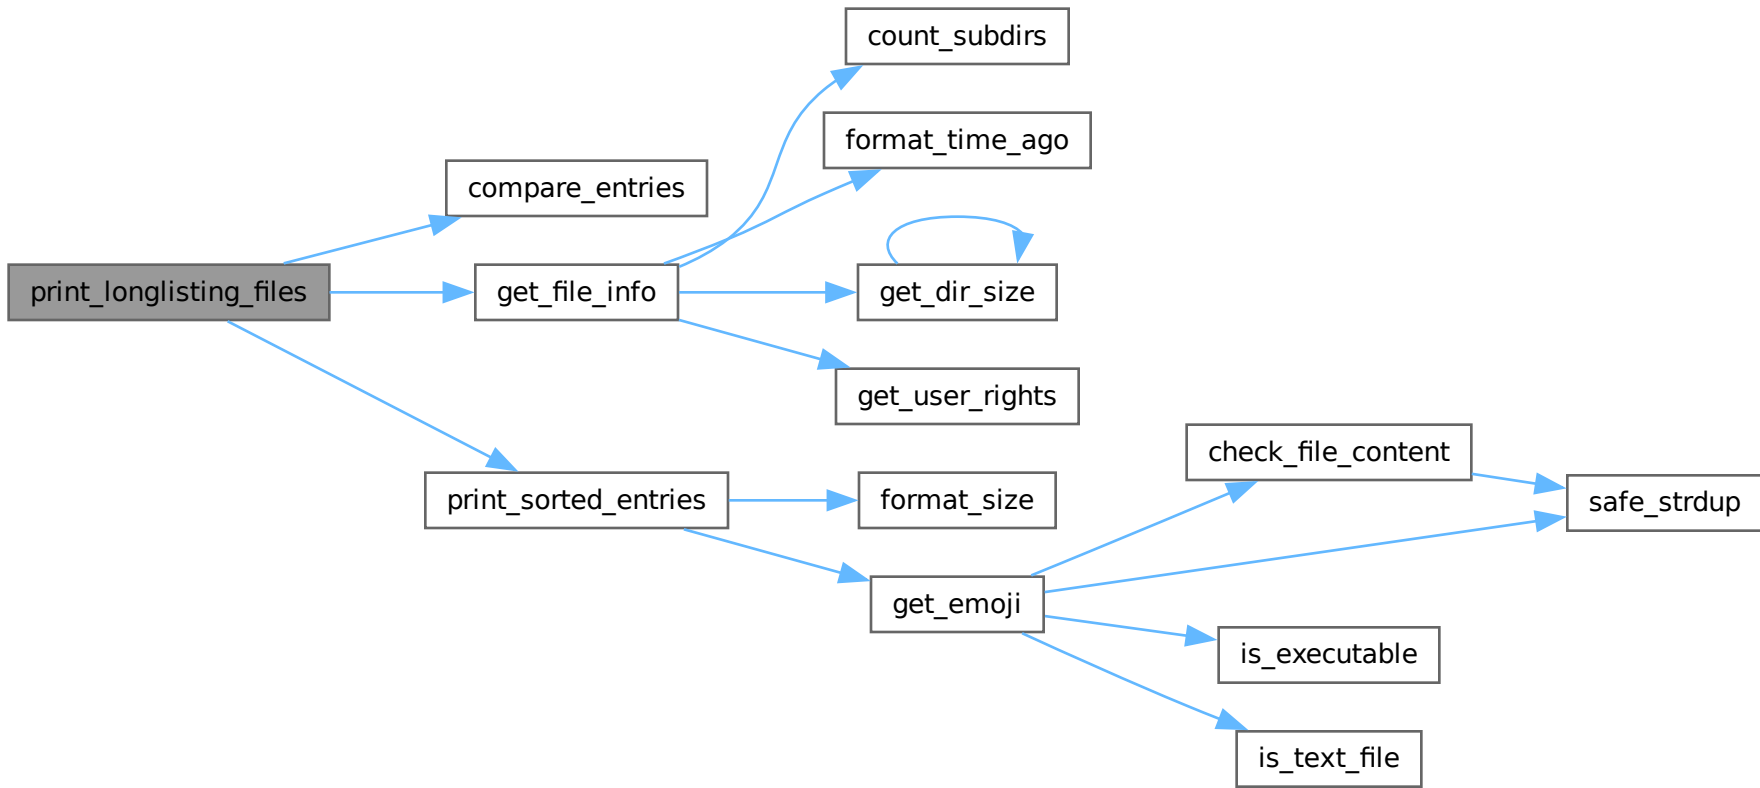 count_subdirs
format_time_ago
compare_entries
print_longlisting_files
get_file_info
get_dir_size
get_user_rights
check_file_content
print_sorted_entries
format_size
safe_strdup
get_emoji
is_executable
is_text_file